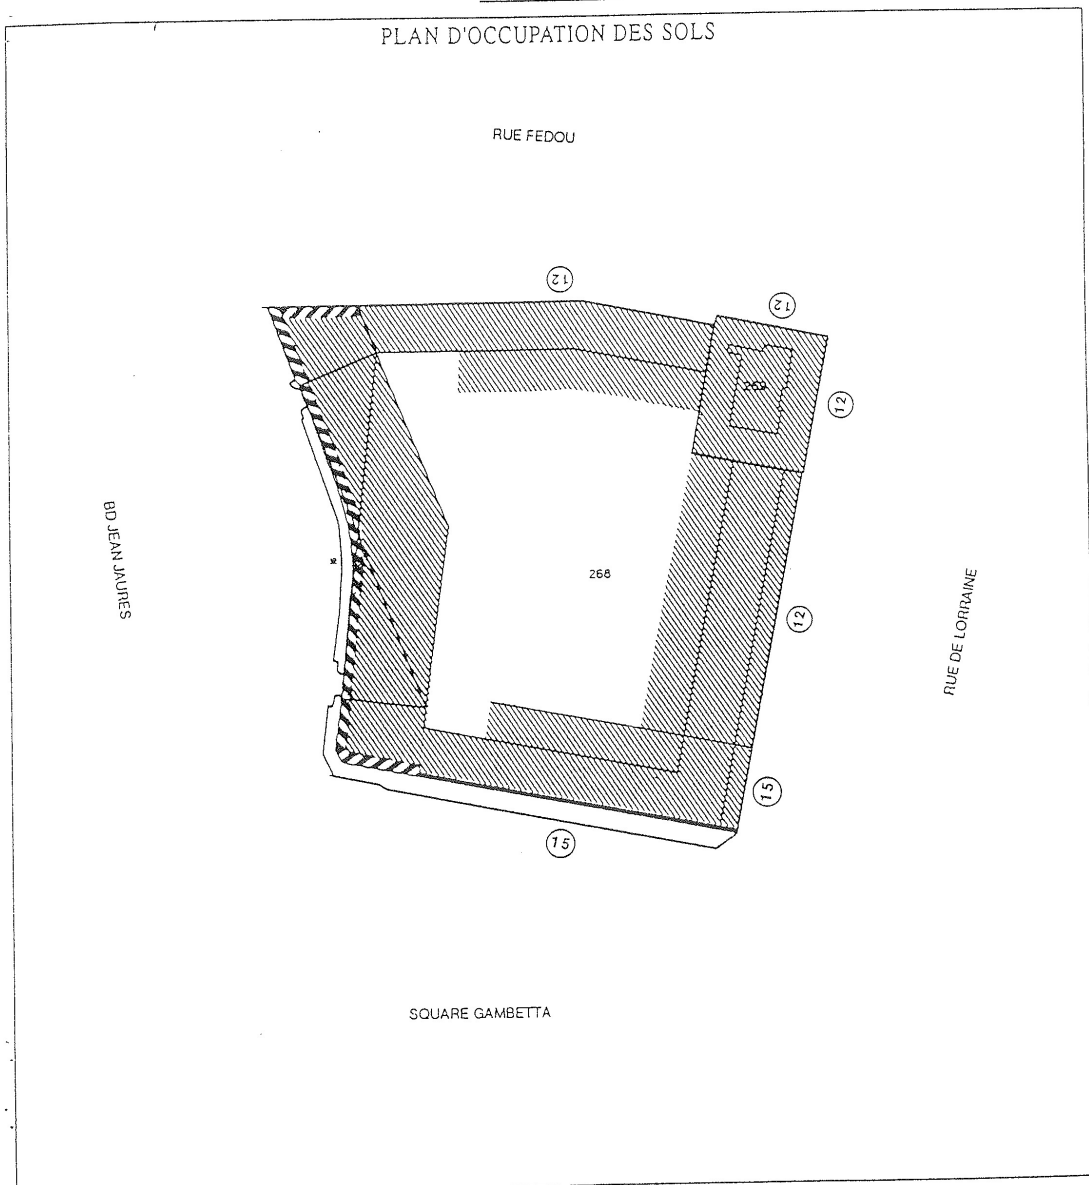 PLAN D'OCCUPATION DES SOLS
RUE FEDOU
12
12
269
12
BD JEAN JAURES
268
12
RUE DE LORRAINE
15
15
SQUARE GAMBETTA